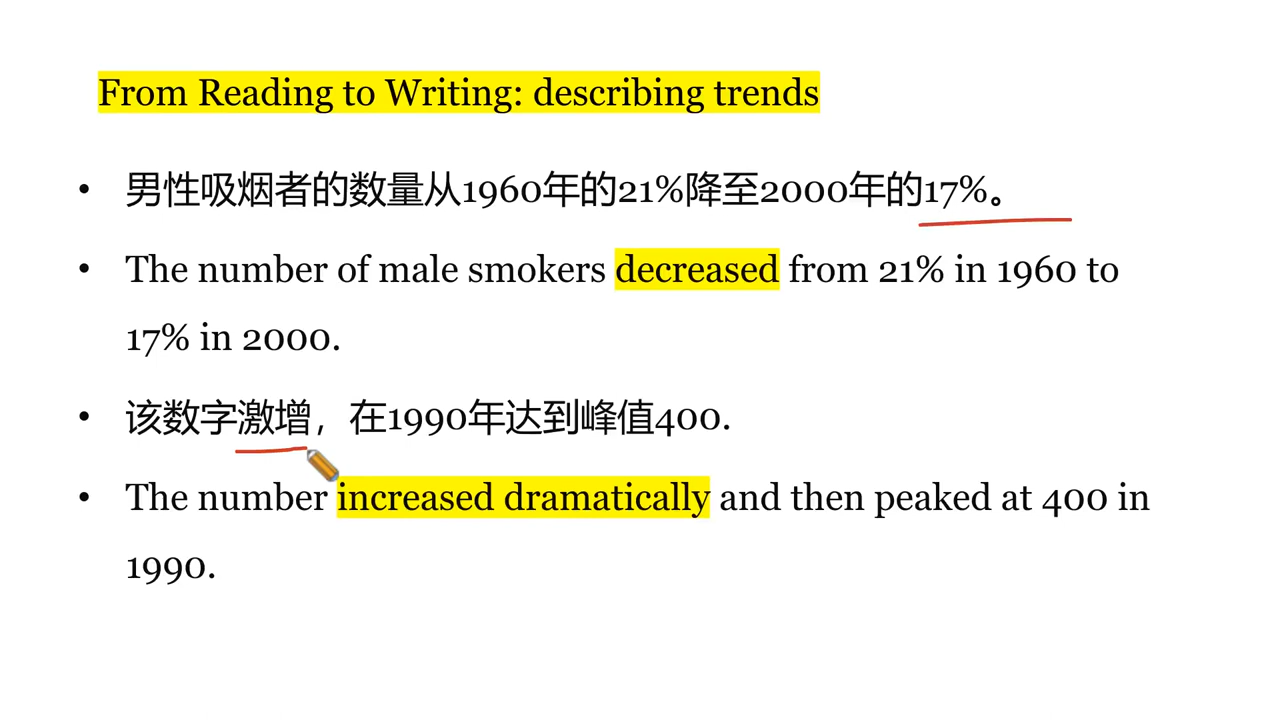 From Reading to Writing: describing trends
• 男性吸烟者的数量从1960年的21%降至2000年的17%。
• The number of male smokers decreased from 21% in 1960 to
17% in 2000.
• 该数字激增，在1990年达到峰值400.
• The number increased dramatically and then peaked at 400 in
1990.